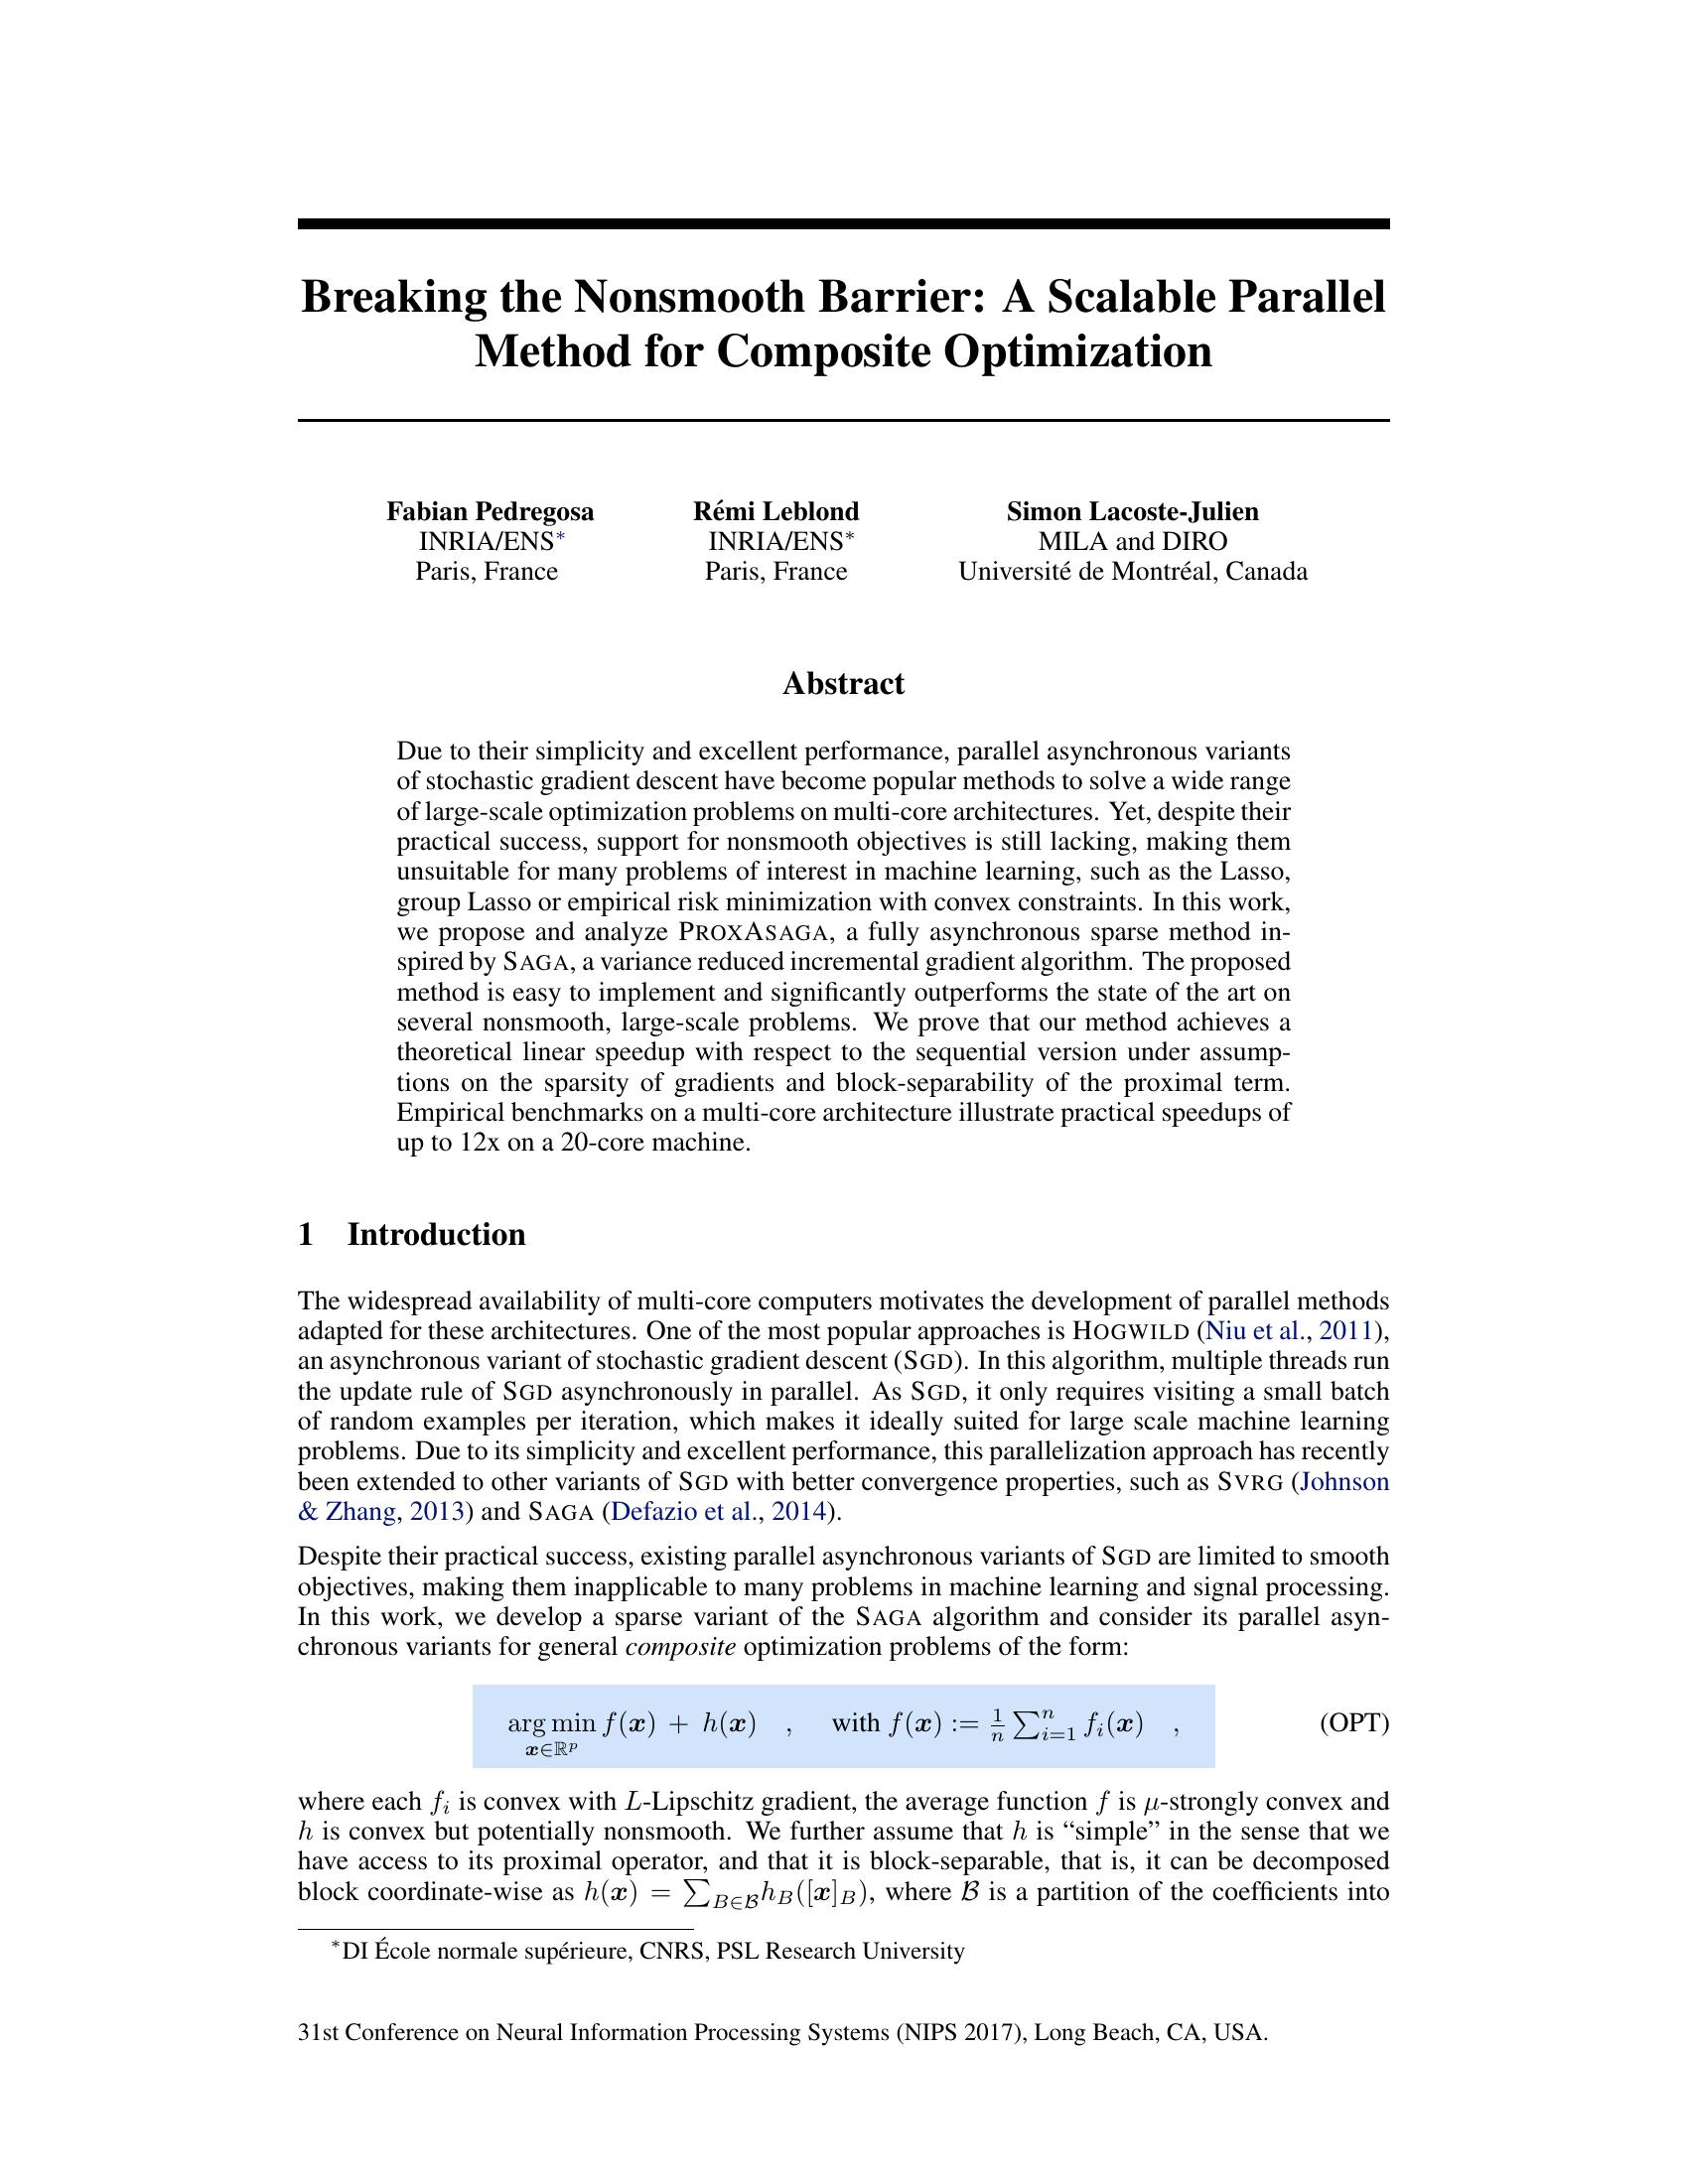 Breaking the Nonsmooth Barrier: A Scalable Parallel
Method for Composite Optimization
Fabian Pedregosa
INRIA/ENS*
Paris, France
Rémi Leblond
INRIA/ENS*
Paris, France
Simon Lacoste-Julien
MILA and DIRO
Université de Montréal, Canada
Abstract
Due to their simplicity and excellent performance, parallel asynchronous variants
of stochastic gradient descent have become popular methods to solve a wide range
of large-scale optimization problems on multi-core architectures. Yet, despite their
practical success, support for nonsmooth objectives is still lacking, making them
unsuitable for many problems of interest in machine learning, such as the Lasso,
group Lasso or empirical risk minimization with convex constraints. In this work,
we propose and analyze PROXASAGA, a fully asynchronous sparse method in-
spired by SAGA, a variance reduced incremental gradient algorithm. The proposed
method is easy to implement and significantly outperforms the state of the art on
several nonsmooth, large-scale problems. We prove that our method achieves a
theoretical linear speedup with respect to the sequential version under assump-
tions on the sparsity of gradients and block-separability of the proximal term.
Empirical benchmarks on a multi-core architecture illustrate practical speedups of
up to 12x on a 20-core machine.
1 Introduction
The widespread availability of multi-core computers motivates the development of parallel methods
adapted for these architectures. One of the most popular approaches is HOGWILD (Niu et al., 2011),
an asynchronous variant of stochastic gradient descent (SGD). In this algorithm, multiple threads run
the update rule of SGD asynchronously in parallel. As SGD, it only requires visiting a small batch
of random examples per iteration, which makes it ideally suited for large scale machine learning
problems. Due to its simplicity and excellent performance, this parallelization approach has recently
been extended to other variants of SGD with better convergence properties, such as SVRG (Johnson
& Zhang, 2013) and SAGA (Defazio et al., 2014).
Despite their practical success, existing parallel asynchronous variants of SGD are limited to smooth
objectives, making them inapplicable to many problems in machine learning and signal processing.
In this work, we develop a sparse variant of the SAGA algorithm and consider its parallel asyn-
chronous variants for general composite optimization problems of the form:
arg min_{x∈ℝ^p} f(x) + h(x) , with f(x) := 1/n ∑_{i=1}^n f_i(x) , (OPT)
where each f_i is convex with L-Lipschitz gradient, the average function f is μ-strongly convex and
h is convex but potentially nonsmooth. We further assume that h is “simple” in the sense that we
have access to its proximal operator, and that it is block-separable, that is, it can be decomposed
block coordinate-wise as h(x) = ∑_{B∈𝓑} h_B([x]_B), where 𝓑 is a partition of the coefficients into
*DI École normale supérieure, CNRS, PSL Research University
31st Conference on Neural Information Processing Systems (NIPS 2017), Long Beach, CA, USA.